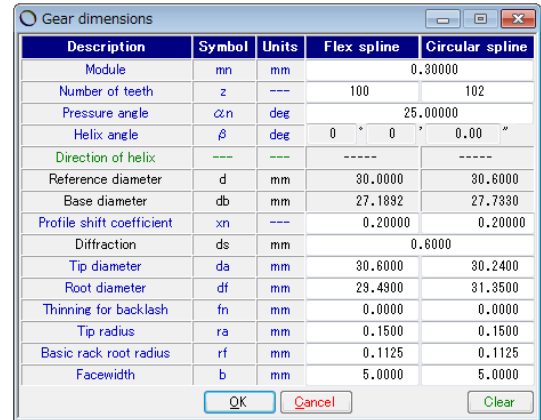 Gear dimensions
Description Symbol Units Flex spline Circular spline
Module mn mm 0.30000
Number of teeth z --- 100 102
Pressure angle αn deg 25.00000
Helix angle β deg 0 ° 0 ' 0.00 "
Direction of helix --- --- ----- -----
Reference diameter d mm 30.0000 30.6000
Base diameter db mm 27.1892 27.7330
Profile shift coefficient xn --- 0.20000 0.20000
Diffraction ds mm 0.6000
Tip diameter da mm 30.6000 30.2400
Root diameter df mm 29.4900 31.3500
Thinning for backlash fn mm 0.0000 0.0000
Tip radius ra mm 0.1500 0.1500
Basic rack root radius rf mm 0.1125 0.1125
Facewidth b mm 5.0000 5.0000
OK Cancel Clear